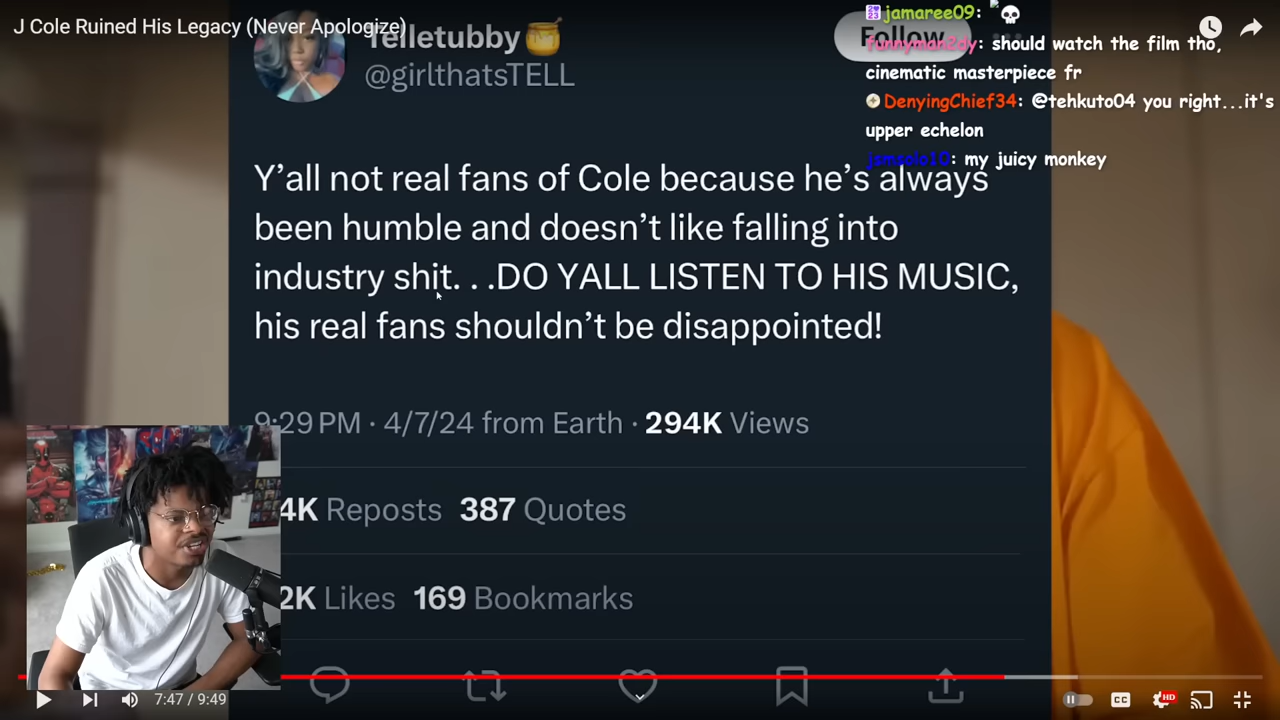 J Cole Ruined His Legacy (Never Apologize)
Telletubby
@girlthatsTELL
Follow
jamaree09:
funnyman2dy: should watch the film tho,
cinematic masterpiece fr
DenyingChief34: @tehkuto04 you right...it's
upper echelon
jsmsolo10: my juicy monkey
Y’all not real fans of Cole because he’s always
been humble and doesn’t like falling into
industry shit. . .DO YALL LISTEN TO HIS MUSIC,
his real fans shouldn’t be disappointed!
9:29 PM · 4/7/24 from Earth · 294K Views
4K Reposts 387 Quotes
2K Likes 169 Bookmarks
7:47 / 9:49
CC
HD